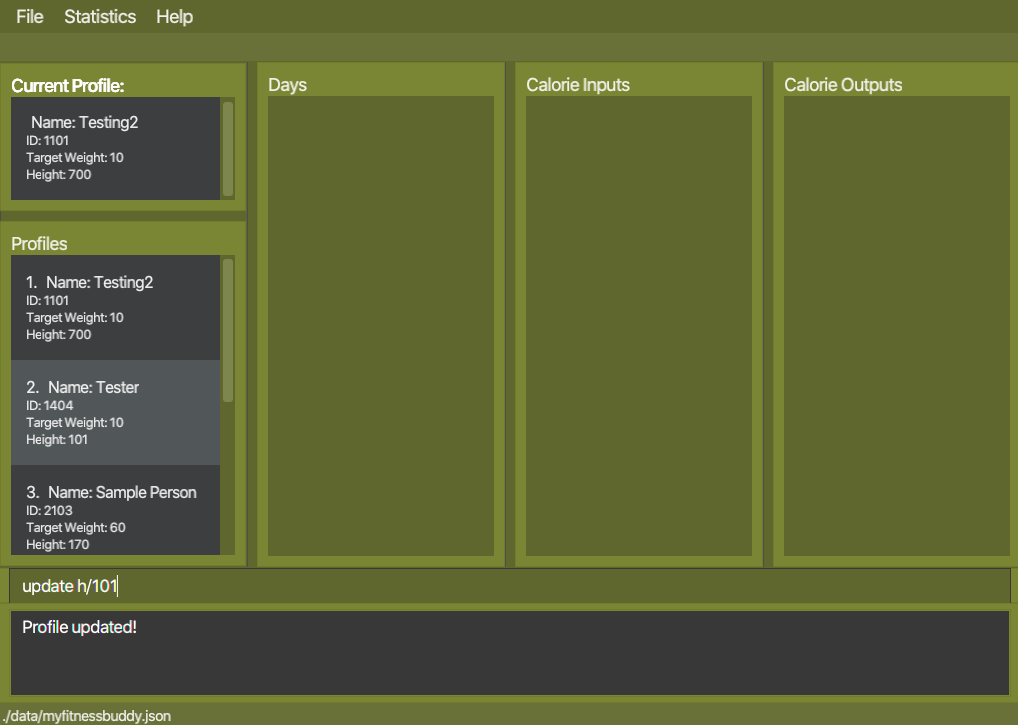 File Statistics Help
Current Profile:
Name: Testing2
ID: 1101
Target Weight: 10
Height: 700
Profiles
1. Name: Testing2
ID: 1101
Target Weight: 10
Height: 700
2. Name: Tester
ID: 1404
Target Weight: 10
Height: 101
3. Name: Sample Person
ID: 2103
Target Weight: 60
Height: 170
Days
Calorie Inputs
Calorie Outputs
update h/101
Profile updated!
./data/myfitnessbuddy.json